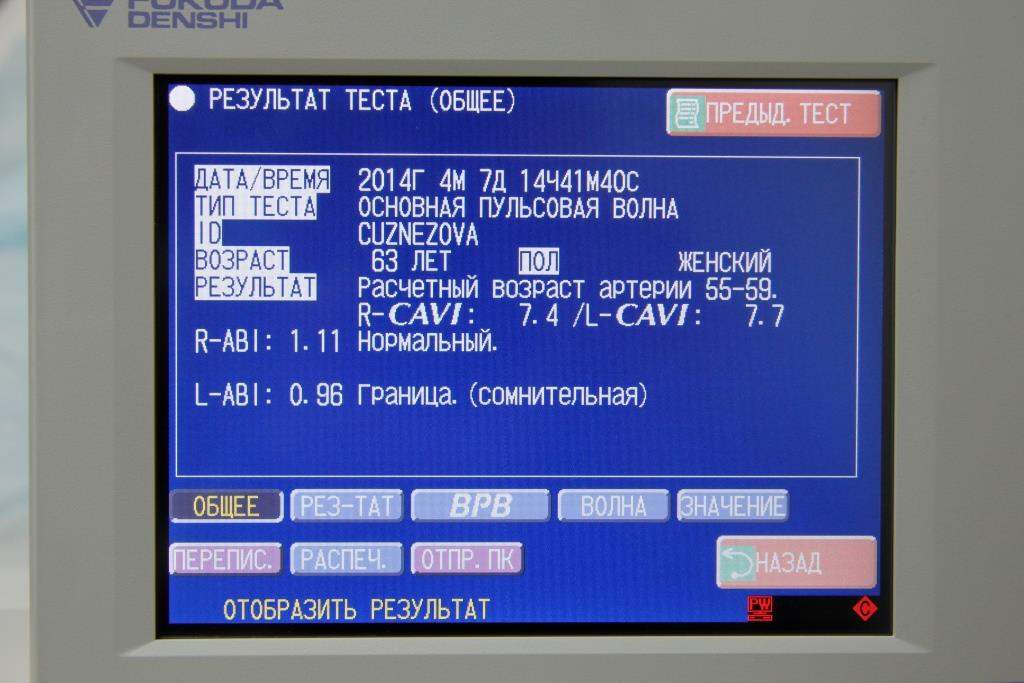 FUKUDA
DENSHI
РЕЗУЛЬТАТ ТЕСТА (ОБЩЕЕ)
ПРЕДЫД. ТЕСТ
ДАТА/ВРЕМЯ 2014Г 4М 7Д 14Ч41М40С
ТИП ТЕСТА ОСНОВНАЯ ПУЛЬСОВАЯ ВОЛНА
ID CUZNEZOVA
ВОЗРАСТ 63 ЛЕТ ПОЛ ЖЕНСКИЙ
РЕЗУЛЬТАТ Расчетный возраст артерии 55-59.
R-CAVI: 7.4 /L-CAVI: 7.7
R-ABI: 1.11 Нормальный.
L-ABI: 0.96 Граница. (сомнительная)
ОБЩЕЕ РЕЗ-ТАТ ВРВ ВОЛНА ЗНАЧЕНИЕ
ПЕРЕПИС. РАСПЕЧ. ОТПР. ПК НАЗАД
ОТОБРАЗИТЬ РЕЗУЛЬТАТ PW C